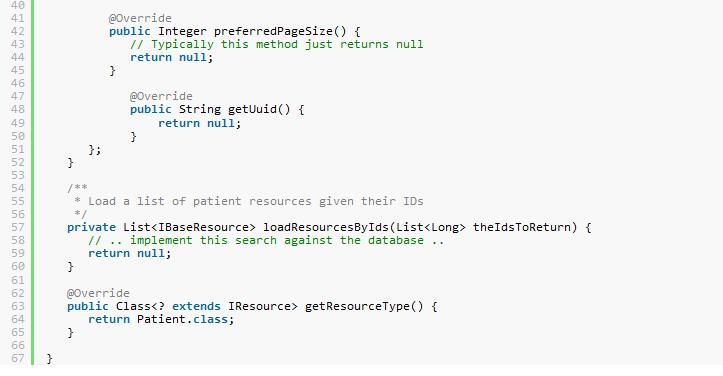 40
41 @Override
42 public Integer preferredPageSize() {
43 // Typically this method just returns null
44 return null;
45 }
46
47 @Override
48 public String getUuid() {
49 return null;
50 }
51 };
52 }
53
54 /**
55 * Load a list of patient resources given their IDs
56 */
57 private List<IBaseResource> loadResourcesByIds(List<Long> theIdsToReturn) {
58 // .. implement this search against the database ..
59 return null;
60 }
61
62 @Override
63 public Class<? extends IResource> getResourceType() {
64 return Patient.class;
65 }
66
67 }